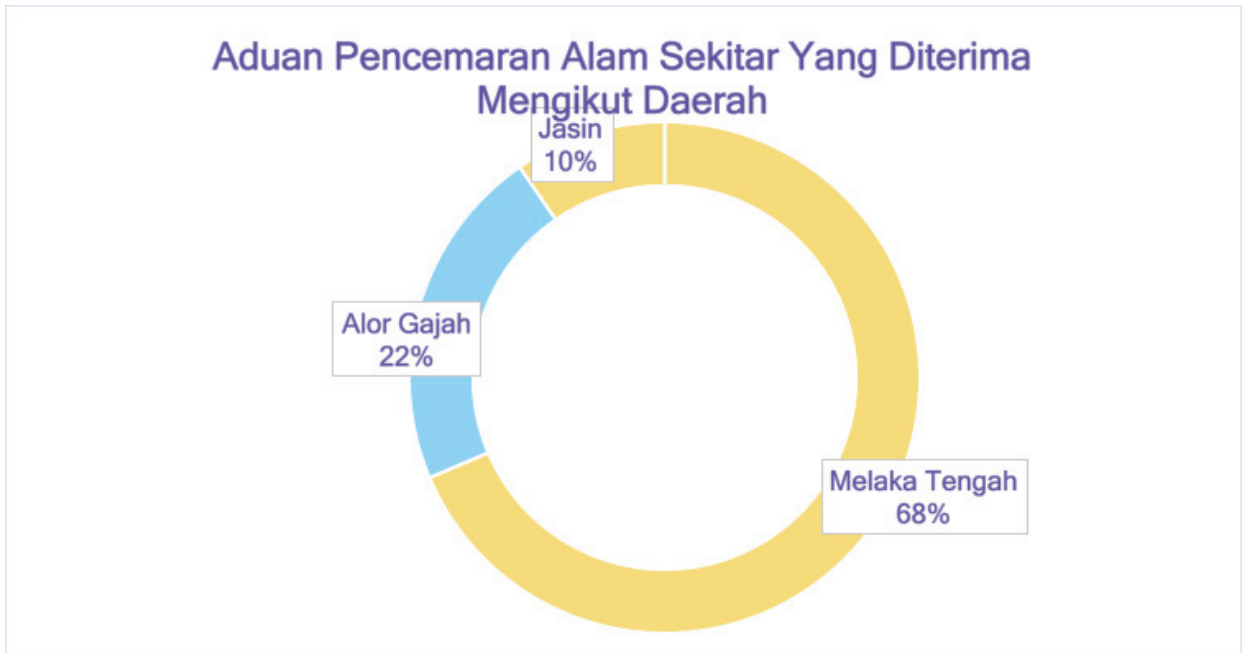 Aduan Pencemaran Alam Sekitar Yang Diterima
Mengikut Daerah
Jasin
10%
Alor Gajah
22%
Melaka Tengah
68%